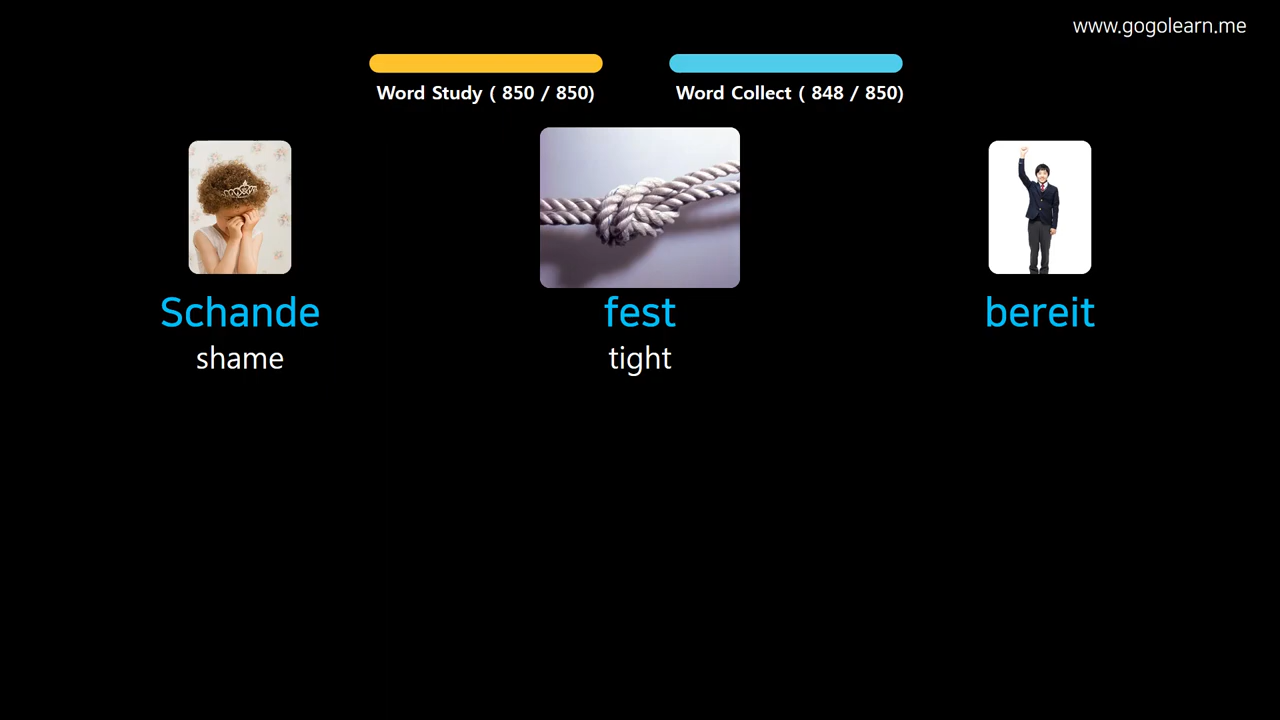 www.gogolearn.me
Word Study ( 850 / 850)
Word Collect ( 848 / 850)
Schande
shame
fest
tight
bereit